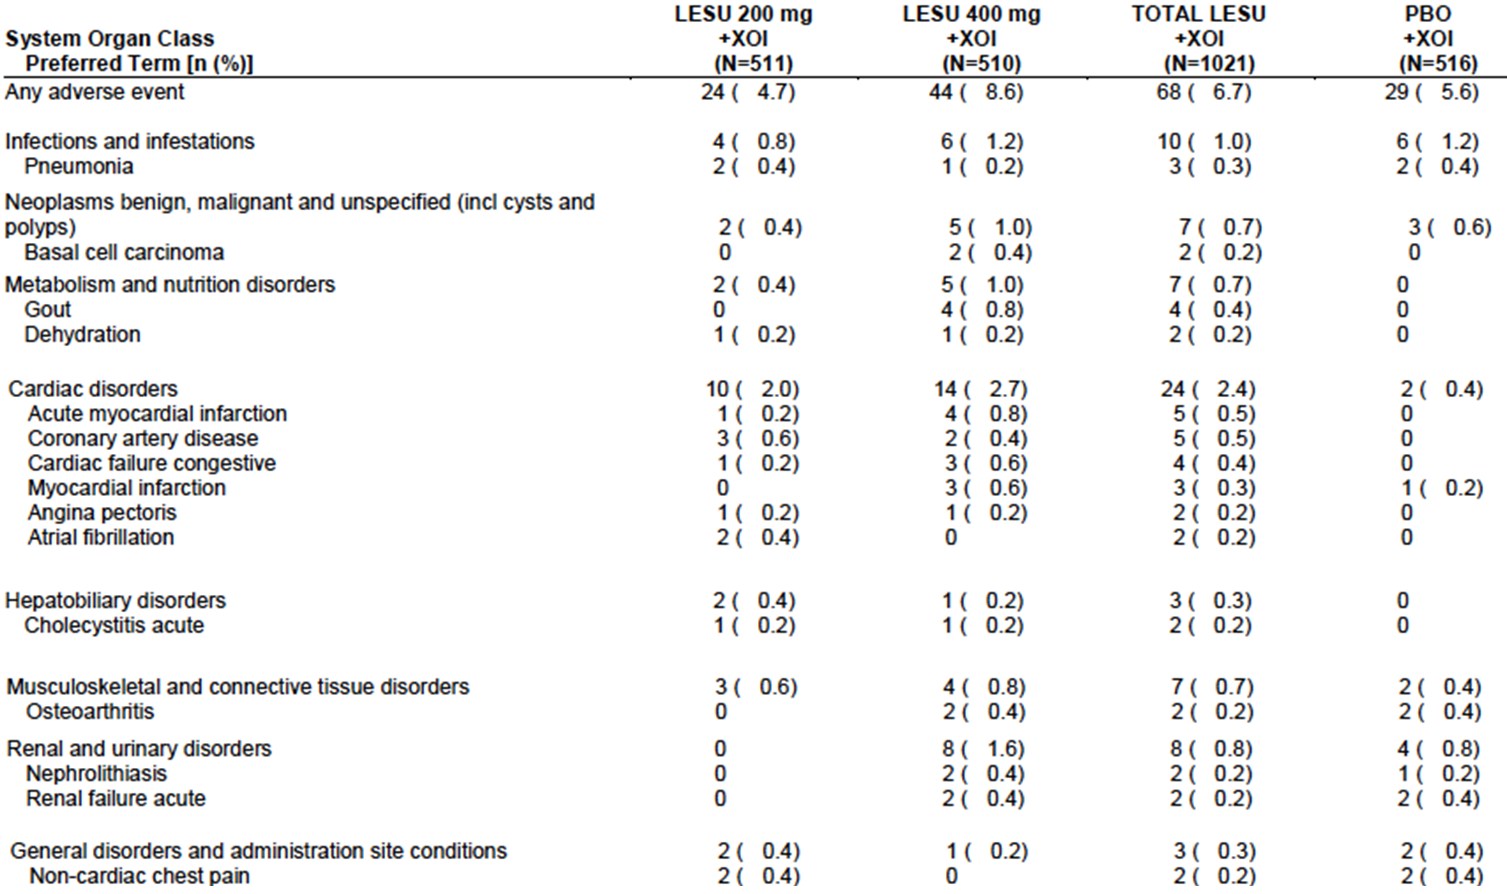 LESU 200 mg LESU 400 mg TOTAL LESU PBO
System Organ Class +XOI +XOI +XOI +XOI
Preferred Term [n (%)] (N=511) (N=510) (N=1021) (N=516)
Any adverse event 24 ( 4.7) 44 ( 8.6) 68 ( 6.7) 29 ( 5.6)
Infections and infestations 4 ( 0.8) 6 ( 1.2) 10 ( 1.0) 6 ( 1.2)
Pneumonia 2 ( 0.4) 1 ( 0.2) 3 ( 0.3) 2 ( 0.4)
Neoplasms benign, malignant and unspecified (incl cysts and
polyps) 2 ( 0.4) 5 ( 1.0) 7 ( 0.7) 3 ( 0.6)
Basal cell carcinoma 0 2 ( 0.4) 2 ( 0.2) 0
Metabolism and nutrition disorders 2 ( 0.4) 5 ( 1.0) 7 ( 0.7) 0
Gout 0 4 ( 0.8) 4 ( 0.4) 0
Dehydration 1 ( 0.2) 1 ( 0.2) 2 ( 0.2) 0
Cardiac disorders 10 ( 2.0) 14 ( 2.7) 24 ( 2.4) 2 ( 0.4)
Acute myocardial infarction 1 ( 0.2) 4 ( 0.8) 5 ( 0.5) 0
Coronary artery disease 3 ( 0.6) 2 ( 0.4) 5 ( 0.5) 0
Cardiac failure congestive 1 ( 0.2) 3 ( 0.6) 4 ( 0.4) 0
Myocardial infarction 0 3 ( 0.6) 3 ( 0.3) 1 ( 0.2)
Angina pectoris 1 ( 0.2) 1 ( 0.2) 2 ( 0.2) 0
Atrial fibrillation 2 ( 0.4) 0 2 ( 0.2) 0
Hepatobiliary disorders 2 ( 0.4) 1 ( 0.2) 3 ( 0.3) 0
Cholecystitis acute 1 ( 0.2) 1 ( 0.2) 2 ( 0.2) 0
Musculoskeletal and connective tissue disorders 3 ( 0.6) 4 ( 0.8) 7 ( 0.7) 2 ( 0.4)
Osteoarthritis 0 2 ( 0.4) 2 ( 0.2) 2 ( 0.4)
Renal and urinary disorders 0 8 ( 1.6) 8 ( 0.8) 4 ( 0.8)
Nephrolithiasis 0 2 ( 0.4) 2 ( 0.2) 1 ( 0.2)
Renal failure acute 0 2 ( 0.4) 2 ( 0.2) 2 ( 0.4)
General disorders and administration site conditions 2 ( 0.4) 1 ( 0.2) 3 ( 0.3) 2 ( 0.4)
Non-cardiac chest pain 2 ( 0.4) 0 2 ( 0.2) 2 ( 0.4)